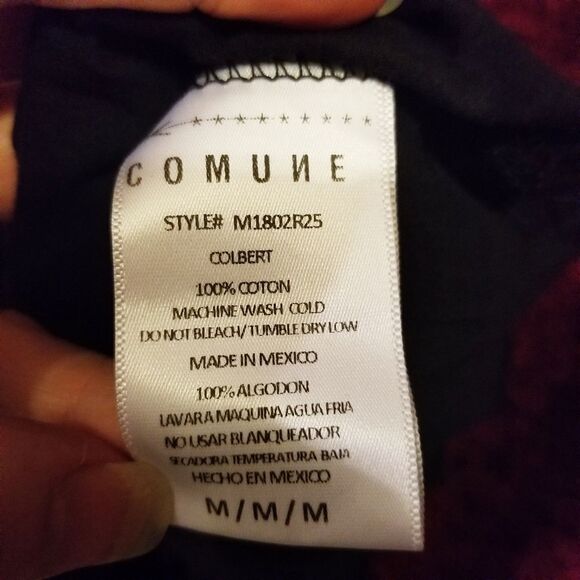 COMUИE
STYLE# M1802R25
COLBERT
100% COTON
MACHINE WASH COLD
DO NOT BLEACH/TUMBLE DRY LOW
MADE IN MEXICO
100% ALGODON
LAVAR A MAQUINA AGUA FRIA
NO USAR BLANQUEADOR
SECADORA TEMPERATURA BAJA
HECHO EN MEXICO
M/M/M